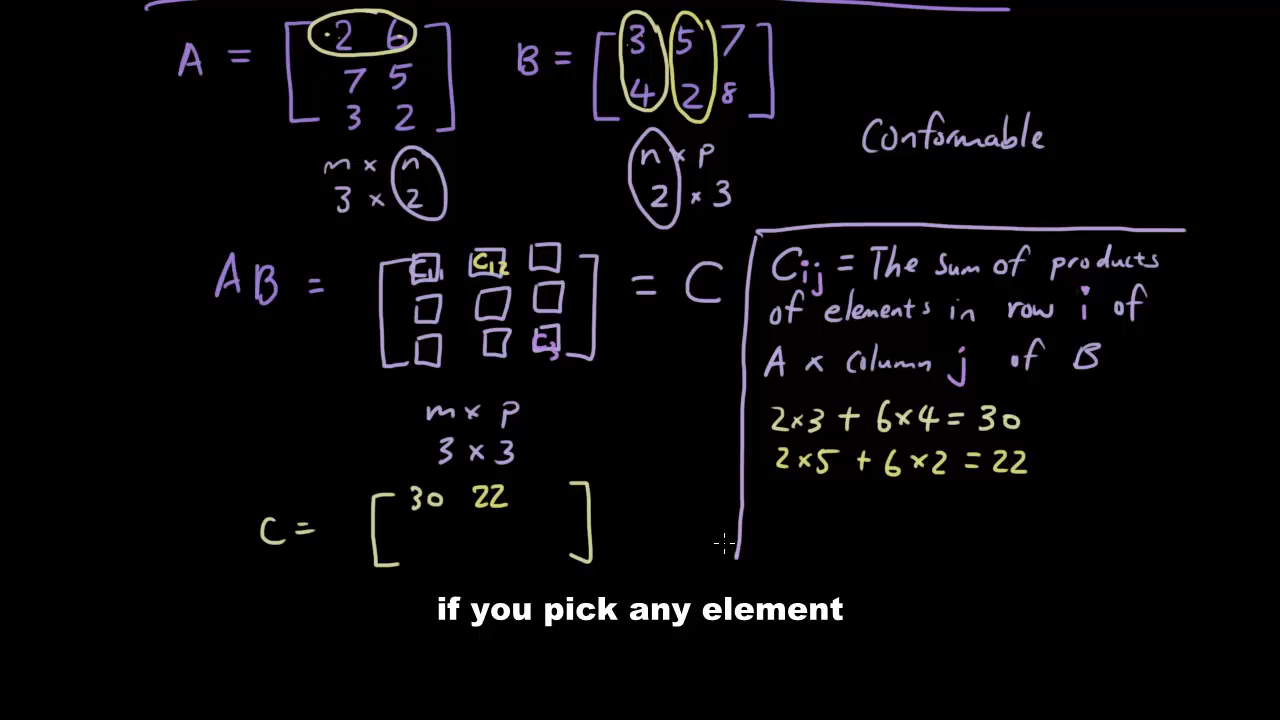 A = [ 2 6 B = [ 3 5 7
7 5 4 2 8
3 2 ] ]
Conformable
m × n n × p
3 × 2 2 × 3
AB = [ C11 C12 ] = C
C3
m × p
3 × 3
C = [ 30 22 ]
Cij = The sum of products
of elements in row i of
A × column j of B
2×3 + 6×4 = 30
2×5 + 6×2 = 22
if you pick any element